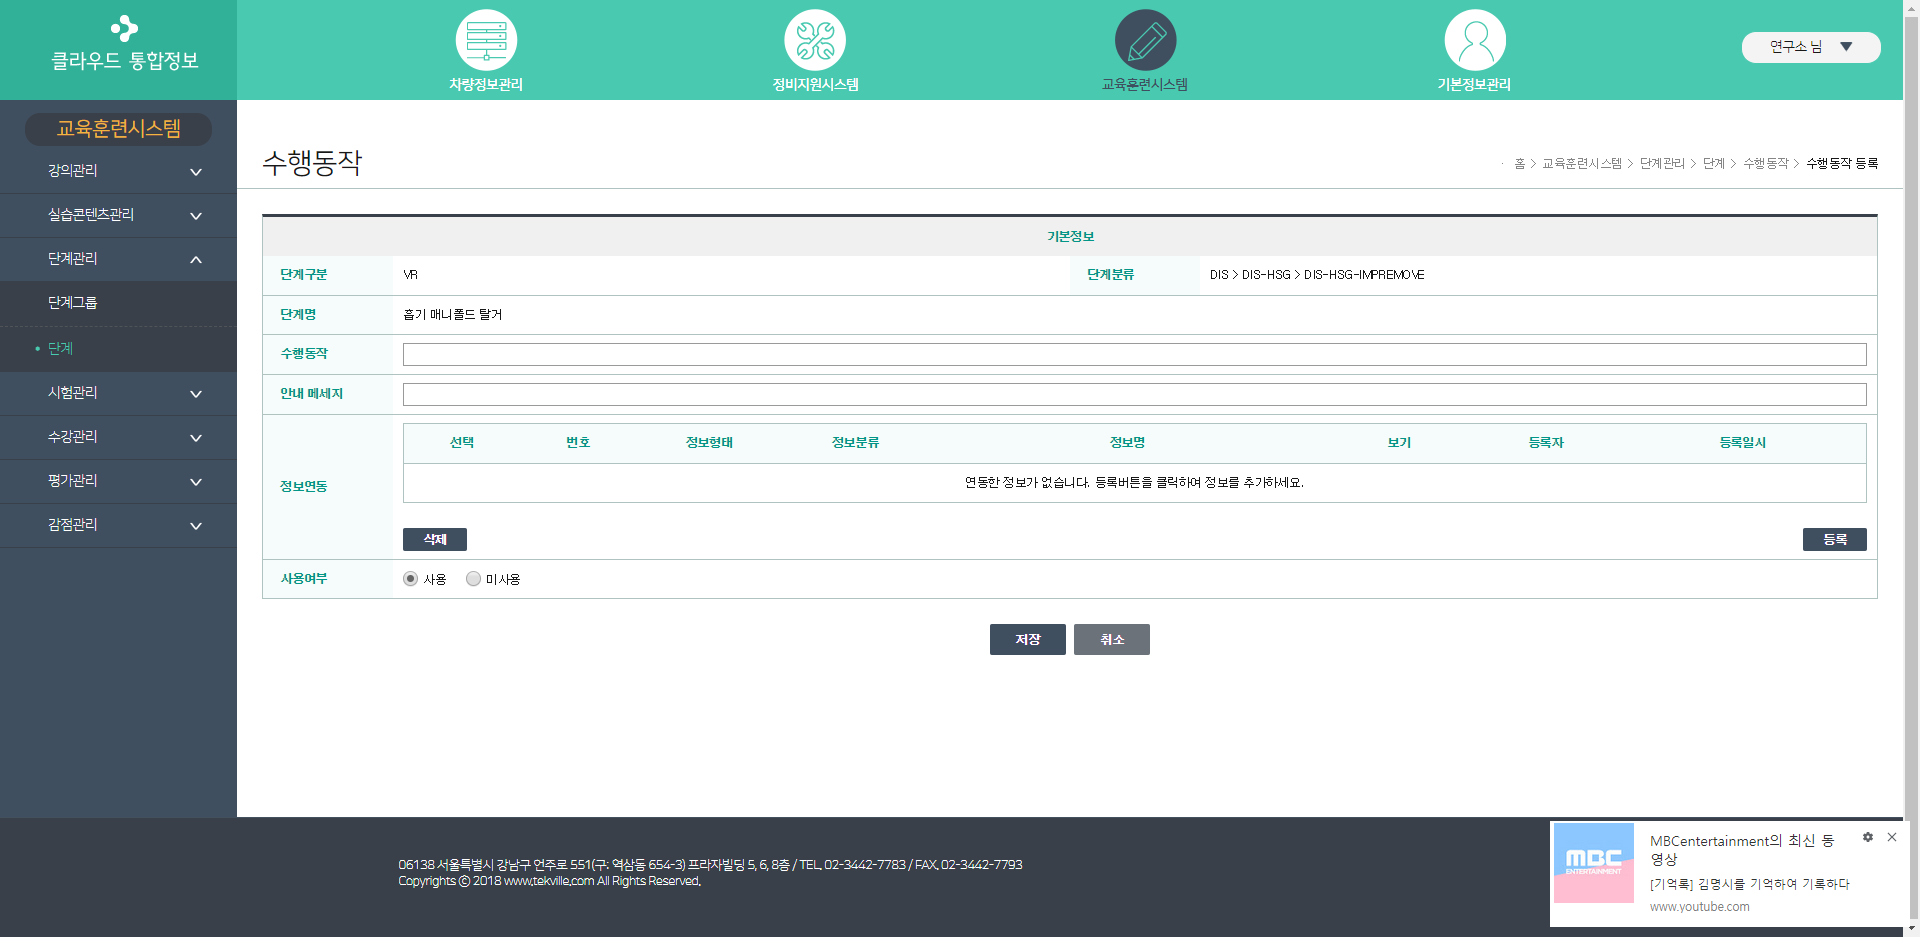 클라우드 통합정보
차량정보관리
정비지원시스템
교육훈련시스템
기본정보관리
연구소 님 ▼
교육훈련시스템
강의관리
실습콘텐츠관리
단계관리
단계그룹
• 단계
시험관리
수강관리
평가관리
감점관리
수행동작
홈 > 교육훈련시스템 > 단계관리 > 단계 > 수행동작 > 수행동작 등록
기본정보
단계구분 VR 단계분류 DIS > DIS-HSG > DIS-HSG-IMPREMOVE
단계명 흡기 매니폴드 탈거
수행동작
안내 메세지
정보연동
선택 번호 정보형태 정보분류 정보명 보기 등록자 등록일시
연동한 정보가 없습니다. 등록버튼을 클릭하여 정보를 추가하세요.
삭제 등록
사용여부 사용 미사용
저장 취소
06138 서울특별시 강남구 언주로 551(구: 역삼동 654-3) 프라자빌딩 5, 6, 8층 / TEL. 02-3442-7783 / FAX. 02-3442-7793
Copyrights ⓒ 2018 www.tekville.com All Rights Reserved.
MBC
ENTERTAINMENT
MBCentertainment의 최신 동
영상
[기억록] 김명시를 기억하여 기록하다
www.youtube.com